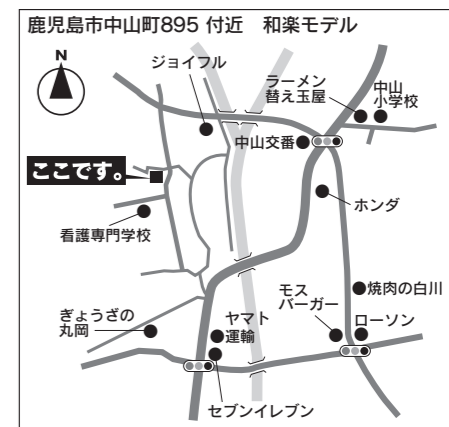 鹿児島市中山町895 付近　和楽モデル
N
ジョイフル
ラーメン
替え玉屋
中山
小学校
中山交番
ここです。
ホンダ
看護専門学校
焼肉の白川
モス
バーガー
ローソン
ぎょうざの
丸岡
ヤマト
運輸
セブンイレブン